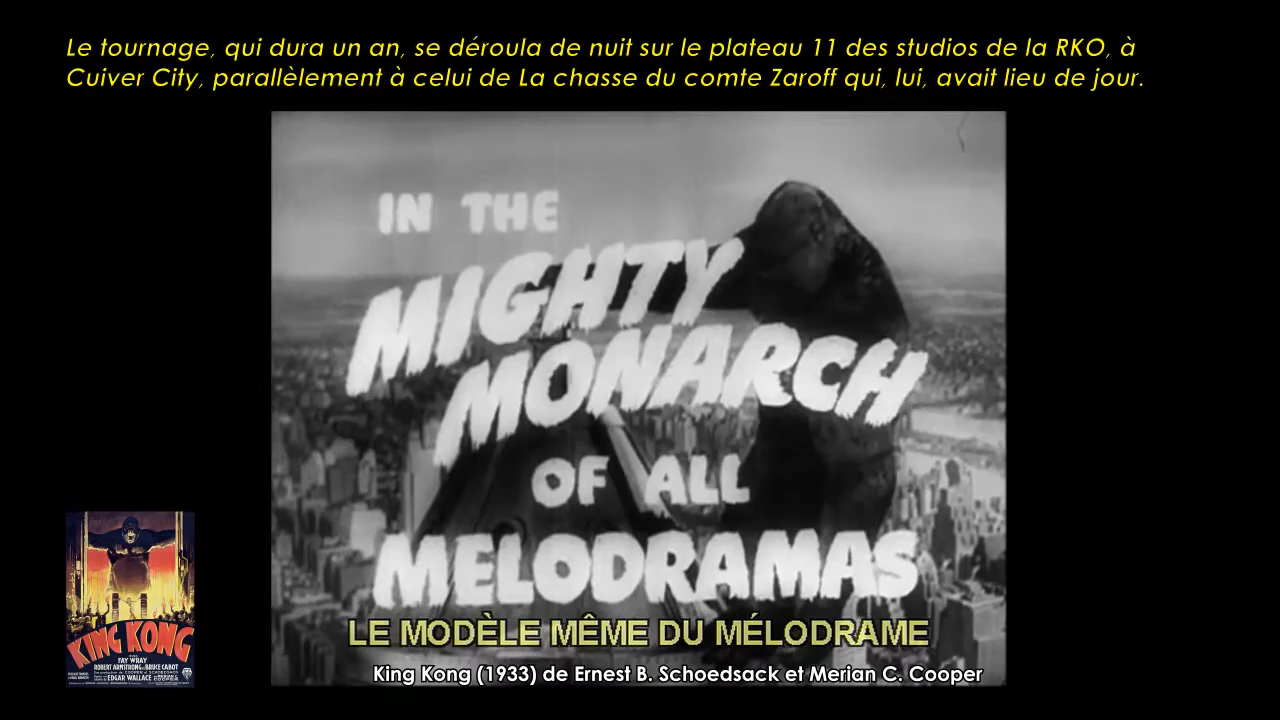 Le tournage, qui dura un an, se déroula de nuit sur le plateau 11 des studios de la RKO, à
Cuiver City, parallèlement à celui de La chasse du comte Zaroff qui, lui, avait lieu de jour.
IN THE
MIGHTY
MONARCH
OF ALL
MELODRAMAS
LE MODÈLE MÊME DU MÉLODRAME
King Kong (1933) de Ernest B. Schoedsack et Merian C. Cooper
KING KONG
FAY WRAY
ROBERT ARMSTRONG BRUCE CABOT
EDGAR WALLACE